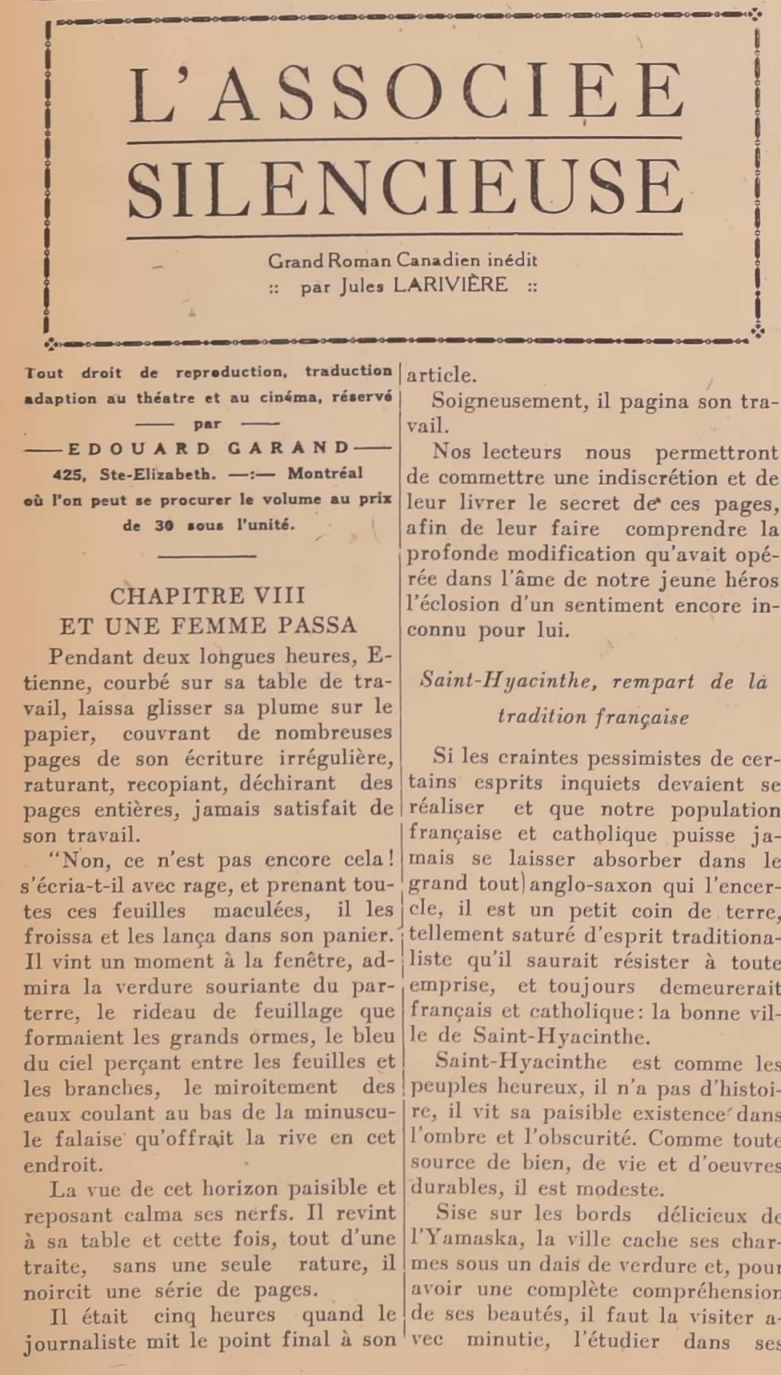 L'ASSOCIEE
SILENCIEUSE
Grand Roman Canadien inédit
:: par Jules LARIVIÈRE ::
Tout droit de reproduction, traduction
adaption au théatre et au cinéma, réservé
—— par ——
——EDOUARD GARAND——
425, Ste-Elizabeth. —:— Montréal
où l'on peut se procurer le volume au prix
de 30 sous l'unité.
CHAPITRE VIII
ET UNE FEMME PASSA
Pendant deux longues heures, E-
tienne, courbé sur sa table de tra-
vail, laissa glisser sa plume sur le
papier, couvrant de nombreuses
pages de son écriture irrégulière,
raturant, recopiant, déchirant des
pages entières, jamais satisfait de
son travail.
"Non, ce n'est pas encore cela!
s'écria-t-il avec rage, et prenant tou-
tes ces feuilles maculées, il les
froissa et les lança dans son panier.
Il vint un moment à la fenêtre, ad-
mira la verdure souriante du par-
terre, le rideau de feuillage que
formaient les grands ormes, le bleu
du ciel perçant entre les feuilles et
les branches, le miroitement des
eaux coulant au bas de la minuscu-
le falaise qu'offrait la rive en cet
endroit.
La vue de cet horizon paisible et
reposant calma ses nerfs. Il revint
à sa table et cette fois, tout d'une
traite, sans une seule rature, il
noircit une série de pages.
Il était cinq heures quand le
journaliste mit le point final à son
article.
Soigneusement, il pagina son tra-
vail.
Nos lecteurs nous permettront
de commettre une indiscrétion et de
leur livrer le secret de ces pages,
afin de leur faire comprendre la
profonde modification qu'avait opé-
rée dans l'âme de notre jeune héros
l'éclosion d'un sentiment encore in-
connu pour lui.
Saint-Hyacinthe, rempart de la
tradition française
Si les craintes pessimistes de cer-
tains esprits inquiets devaient se
réaliser et que notre population
française et catholique puisse ja-
mais se laisser absorber dans le
grand tout) anglo-saxon qui l'encer-
cle, il est un petit coin de terre,
tellement saturé d'esprit traditiona-
liste qu'il saurait résister à toute
emprise, et toujours demeurerait
français et catholique: la bonne vil-
le de Saint-Hyacinthe.
Saint-Hyacinthe est comme les
peuples heureux, il n'a pas d'histoi-
re, il vit sa paisible existence dans
l'ombre et l'obscurité. Comme toute
source de bien, de vie et d'oeuvres
durables, il est modeste.
Sise sur les bords délicieux de
l'Yamaska, la ville cache ses char-
mes sous un dais de verdure et, pour
avoir une complète compréhension
de ses beautés, il faut la visiter a-
vec minutie, l'étudier dans ses